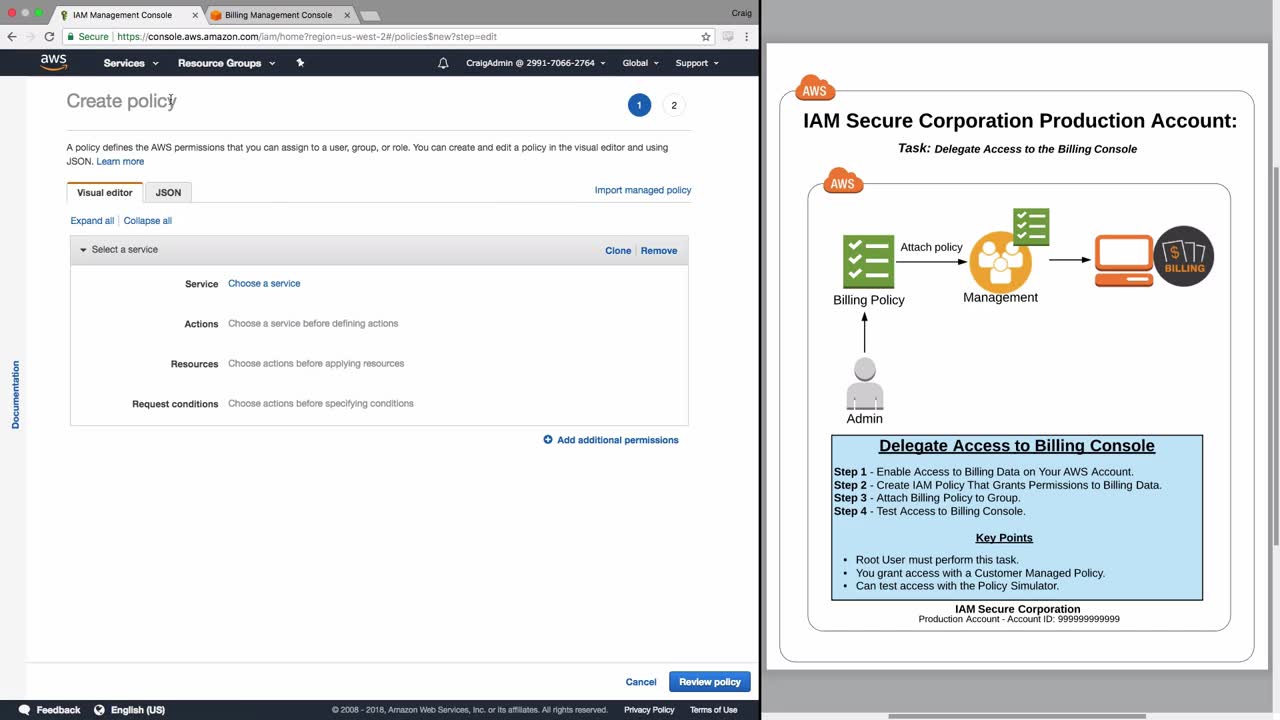 IAM Management Console
Billing Management Console
Craig
Secure
https://console.aws.amazon.com/iam/home?region=us-west-2#/policies$new?step=edit
aws
Services
Resource Groups
CraigAdmin @ 2991-7066-2764
Global
Support
Create policy
1
2
A policy defines the AWS permissions that you can assign to a user, group, or role. You can create and edit a policy in the visual editor and using
JSON. Learn more
Visual editor
JSON
Import managed policy
Expand all
Collapse all
Select a service
Clone
Remove
Service
Choose a service
Actions
Choose a service before defining actions
Resources
Choose actions before applying resources
Request conditions
Choose actions before specifying conditions
Add additional permissions
Documentation
Cancel
Review policy
Feedback
English (US)
© 2008 - 2018, Amazon Web Services, Inc. or its affiliates. All rights reserved.
Privacy Policy
Terms of Use
AWS
IAM Secure Corporation Production Account:
Task: Delegate Access to the Billing Console
AWS
Attach policy
$
BILLING
Billing Policy
Management
Admin
Delegate Access to Billing Console
Step 1 - Enable Access to Billing Data on Your AWS Account.
Step 2 - Create IAM Policy That Grants Permissions to Billing Data.
Step 3 - Attach Billing Policy to Group.
Step 4 - Test Access to Billing Console.
Key Points
• Root User must perform this task.
• You grant access with a Customer Managed Policy.
• Can test access with the Policy Simulator.
IAM Secure Corporation
Production Account - Account ID: 999999999999